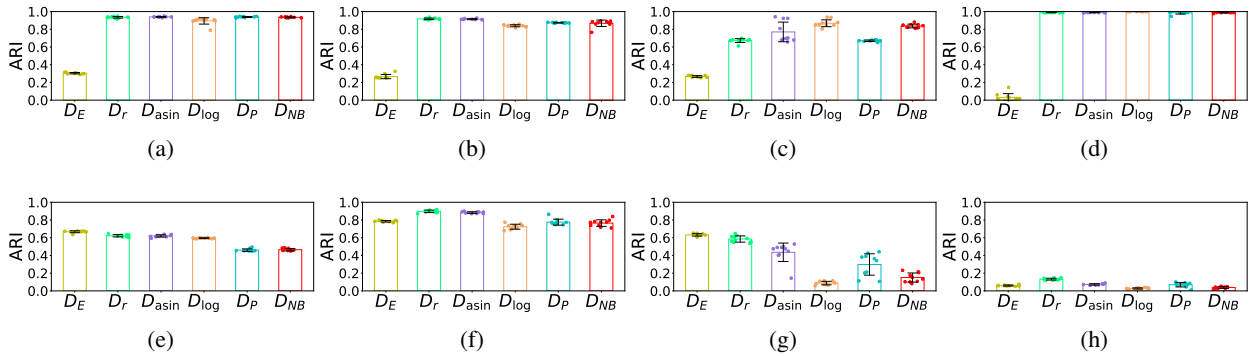 ARI 1.0 0.8 0.6 0.4 0.2 0.0
D_E D_r D_asin D_log D_P D_NB
(a)
ARI 1.0 0.8 0.6 0.4 0.2 0.0
D_E D_r D_asin D_log D_P D_NB
(b)
ARI 1.0 0.8 0.6 0.4 0.2 0.0
D_E D_r D_asin D_log D_P D_NB
(c)
ARI 1.0 0.8 0.6 0.4 0.2 0.0
D_E D_r D_asin D_log D_P D_NB
(d)
ARI 1.0 0.8 0.6 0.4 0.2 0.0
D_E D_r D_asin D_log D_P D_NB
(e)
ARI 1.0 0.8 0.6 0.4 0.2 0.0
D_E D_r D_asin D_log D_P D_NB
(f)
ARI 1.0 0.8 0.6 0.4 0.2 0.0
D_E D_r D_asin D_log D_P D_NB
(g)
ARI 1.0 0.8 0.6 0.4 0.2 0.0
D_E D_r D_asin D_log D_P D_NB
(h)